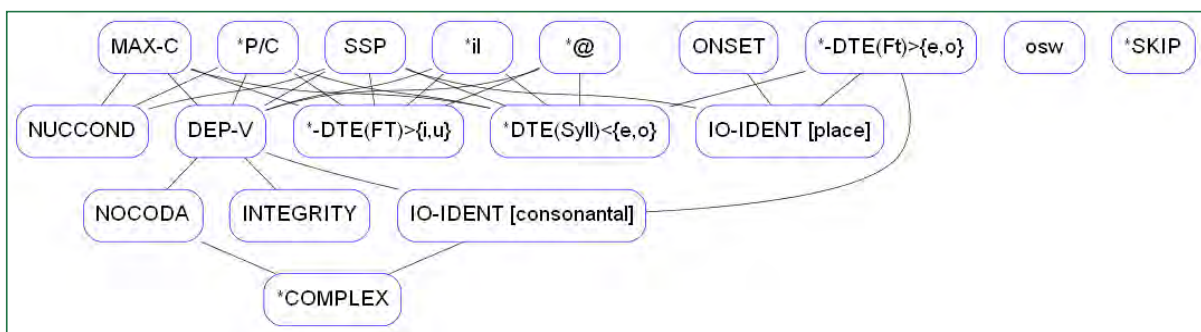 MAX-C *P/C SSP *il *@ ONSET *-DTE(Ft)>{e,o} osw *SKIP
NUCCOND DEP-V *-DTE(FT)>{i,u} *DTE(Syll)<{e,o} IO-IDENT [place]
NOCODA INTEGRITY IO-IDENT [consonantal]
*COMPLEX